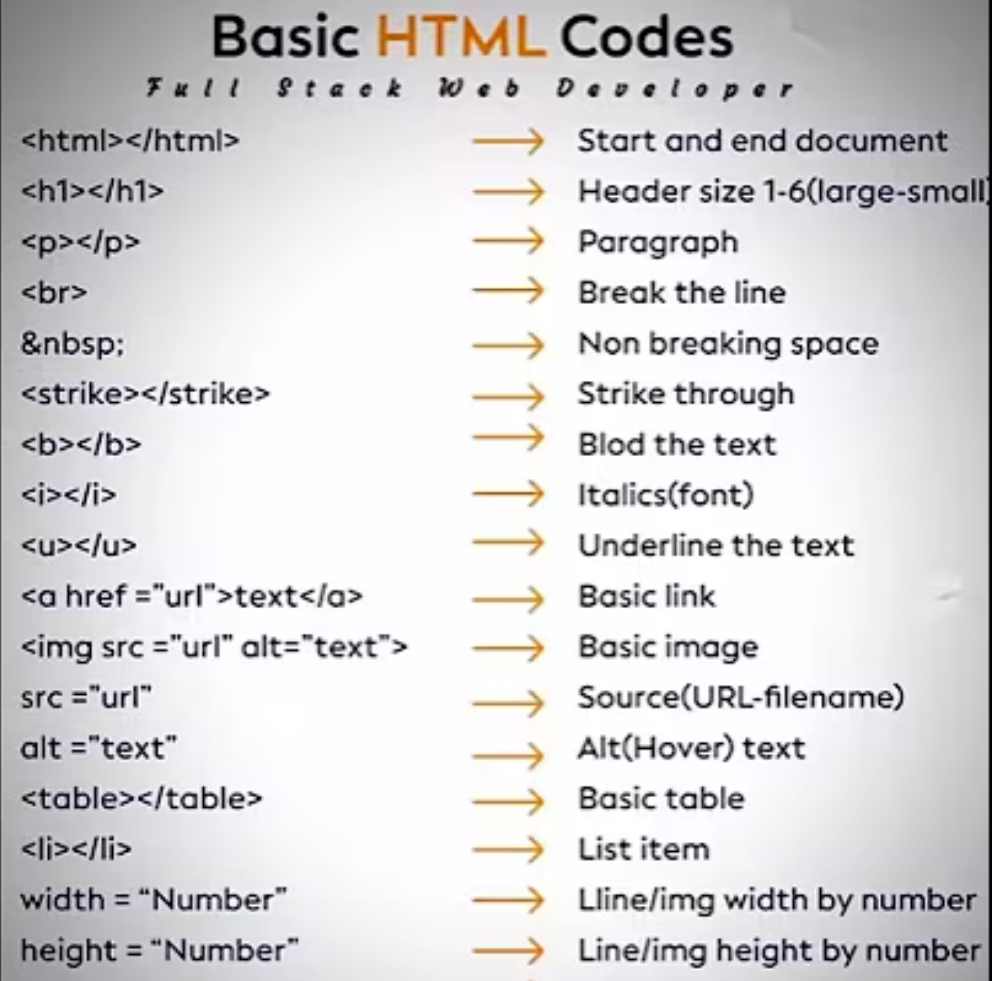 Basic HTML Codes
Full Stack Web Developer
<html></html> → Start and end document
<h1></h1> → Header size 1-6(large-small)
<p></p> → Paragraph
<br> → Break the line
&nbsp; → Non breaking space
<strike></strike> → Strike through
<b></b> → Blod the text
<i></i> → Italics(font)
<u></u> → Underline the text
<a href ="url">text</a> → Basic link
<img src ="url" alt="text"> → Basic image
src ="url" → Source(URL-filename)
alt ="text" → Alt(Hover) text
<table></table> → Basic table
<li></li> → List item
width = “Number” → Lline/img width by number
height = “Number” → Line/img height by number